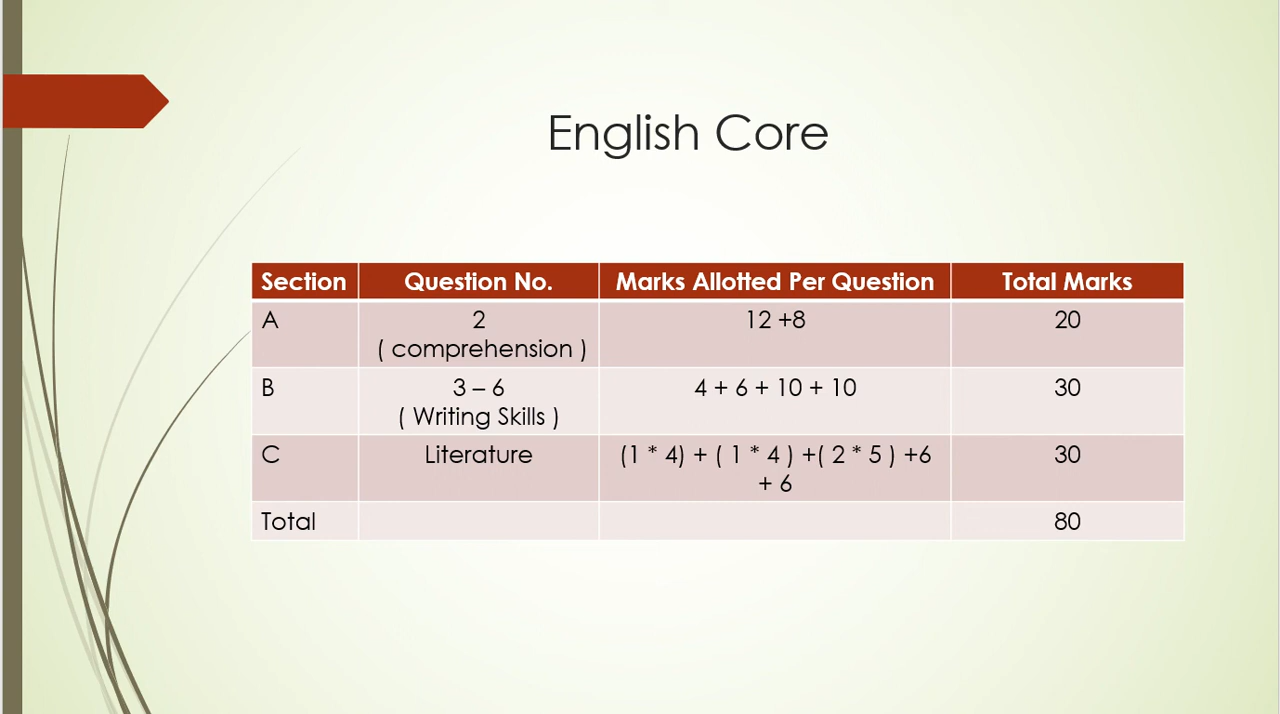 English Core
Section Question No. Marks Allotted Per Question Total Marks
A 2 12 +8 20
( comprehension )
B 3 – 6 4 + 6 + 10 + 10 30
( Writing Skills )
C Literature (1 * 4) + ( 1 * 4 ) +( 2 * 5 ) +6 30
+ 6
Total 80